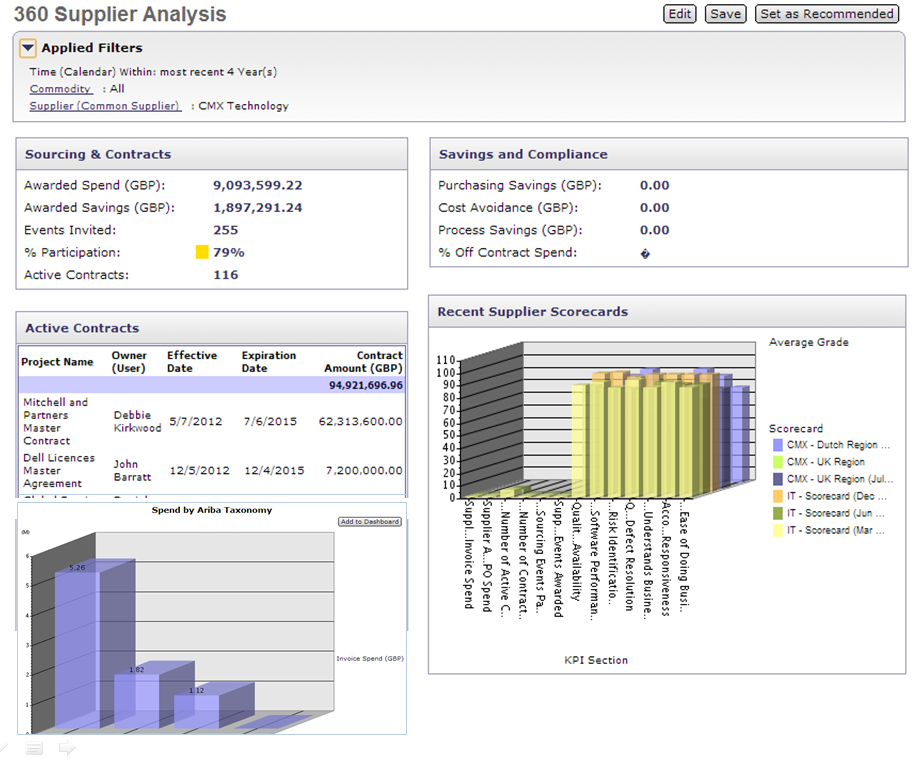 360 Supplier Analysis
Edit Save Set as Recommended
Applied Filters
Time (Calendar) Within: most recent 4 Year(s)
Commodity : All
Supplier (Common Supplier) : CMX Technology
Sourcing & Contracts
Awarded Spend (GBP): 9,093,599.22
Awarded Savings (GBP): 1,897,291.24
Events Invited: 255
% Participation: 79%
Active Contracts: 116
Savings and Compliance
Purchasing Savings (GBP): 0.00
Cost Avoidance (GBP): 0.00
Process Savings (GBP): 0.00
% Off Contract Spend: �
Active Contracts
Project Name Owner (User) Effective Date Expiration Date Contract Amount (GBP)
94,921,696.96
Mitchell and Partners Master Contract Debbie Kirkwood 5/7/2012 7/6/2015 62,313,600.00
Dell Licences Master Agreement John Barratt 12/5/2012 12/4/2015 7,200,000.00
Spend by Ariba Taxonomy
Add to Dashboard
(M)
6
5
4
3
2
1
5.26
1.82
1.12
Invoice Spend (GBP)
Recent Supplier Scorecards
110
100
90
80
70
60
50
40
30
20
10
0
Suppl...Invoice Spend
Supplier A...PO Spend
...Number of Active C..
...Number of Contract..
...Sourcing Events Pa..
Supp...Events Awarded
Qualit...Availability
...Software Performan..
...Risk Identificatio..
Q...Defect Resolution
...Understands Busine..
Acco...Responsiveness
...Ease of Doing Busi..
KPI Section
Average Grade
Scorecard
CMX - Dutch Region ...
CMX - UK Region
CMX - UK Region (Jul...
IT - Scorecard (Dec ...
IT - Scorecard (Jun ...
IT - Scorecard (Mar ...